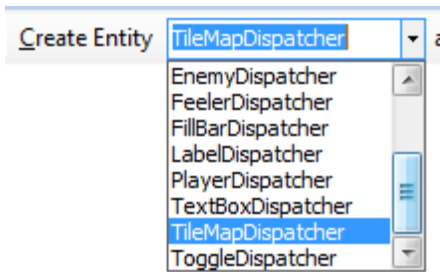 Create Entity TileMapDispatcher
EnemyDispatcher
FeelerDispatcher
FillBarDispatcher
LabelDispatcher
PlayerDispatcher
TextBoxDispatcher
TileMapDispatcher
ToggleDispatcher